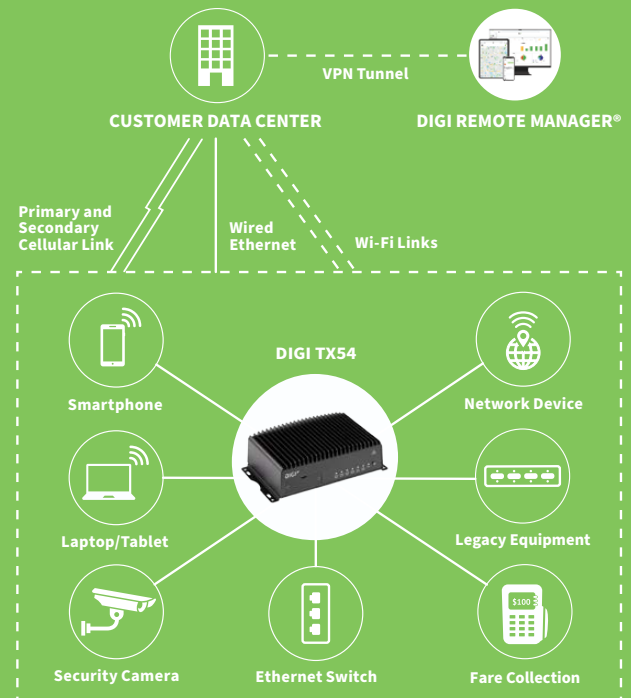 VPN Tunnel
CUSTOMER DATA CENTER
DIGI REMOTE MANAGER®
Primary and
Secondary
Cellular Link
Wired
Ethernet
Wi-Fi Links
DIGI TX54
Smartphone
Network Device
DIGI
Laptop/Tablet
Legacy Equipment
$100
Security Camera
Ethernet Switch
Fare Collection